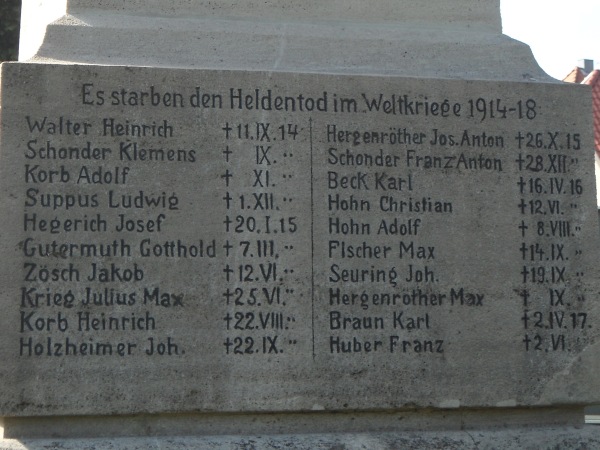 Es starben den Heldentod im Weltkriege 1914-18
Walter Heinrich †11.IX.14
Schonder Klemens † IX. "
Korb Adolf † XI. "
Suppus Ludwig †1.XII. "
Hegerich Josef †20.I.15
Gutermuth Gotthold †7.III. "
Zösch Jakob †12.VI. "
Krieg Julius Max †25.VI. "
Korb Heinrich †22.VIII. "
Holzheimer Joh. †22.IX. "
Hergenröther Jos. Anton †26.X.15
Schonder Franz Anton †28.XII. "
Beck Karl †16.IV.16
Hohn Christian †12.VI. "
Hohn Adolf † 8.VIII. "
Fischer Max †14.IX. "
Seuring Joh. †19.IX. "
Hergenröther Max † IX. "
Braun Karl †2.IV.17.
Huber Franz †2.VI. "